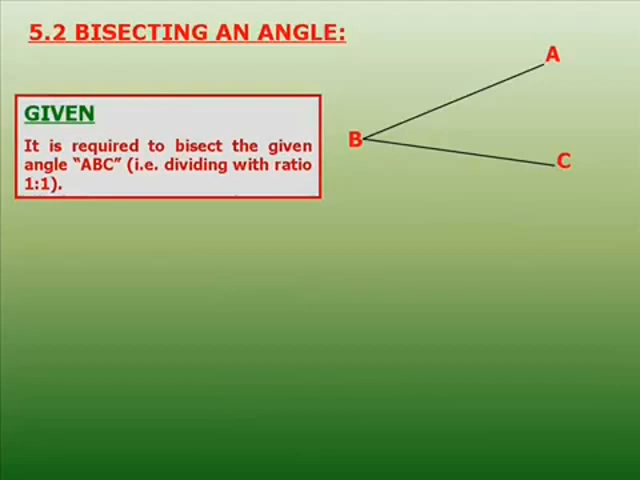 5.2 BISECTING AN ANGLE:
A
GIVEN
B
It is required to bisect the given
angle “ABC” (i.e. dividing with ratio
1:1).
C